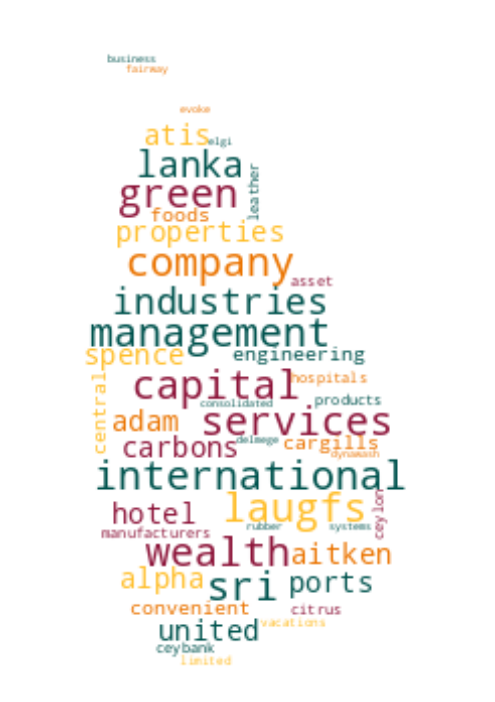 business
fairway
evoke
atis elgi
lanka
leather
green
foods
properties
company
asset
industries
management
spence engineering
central
capital hospitals
consolidated products
adam services
carbons delmege cargills
dynawash
international
hotel laugfs
ceylon
manufacturers rubber systems
wealth aitken
alpha sri ports
convenient citrus
united vacations
ceybank
limited